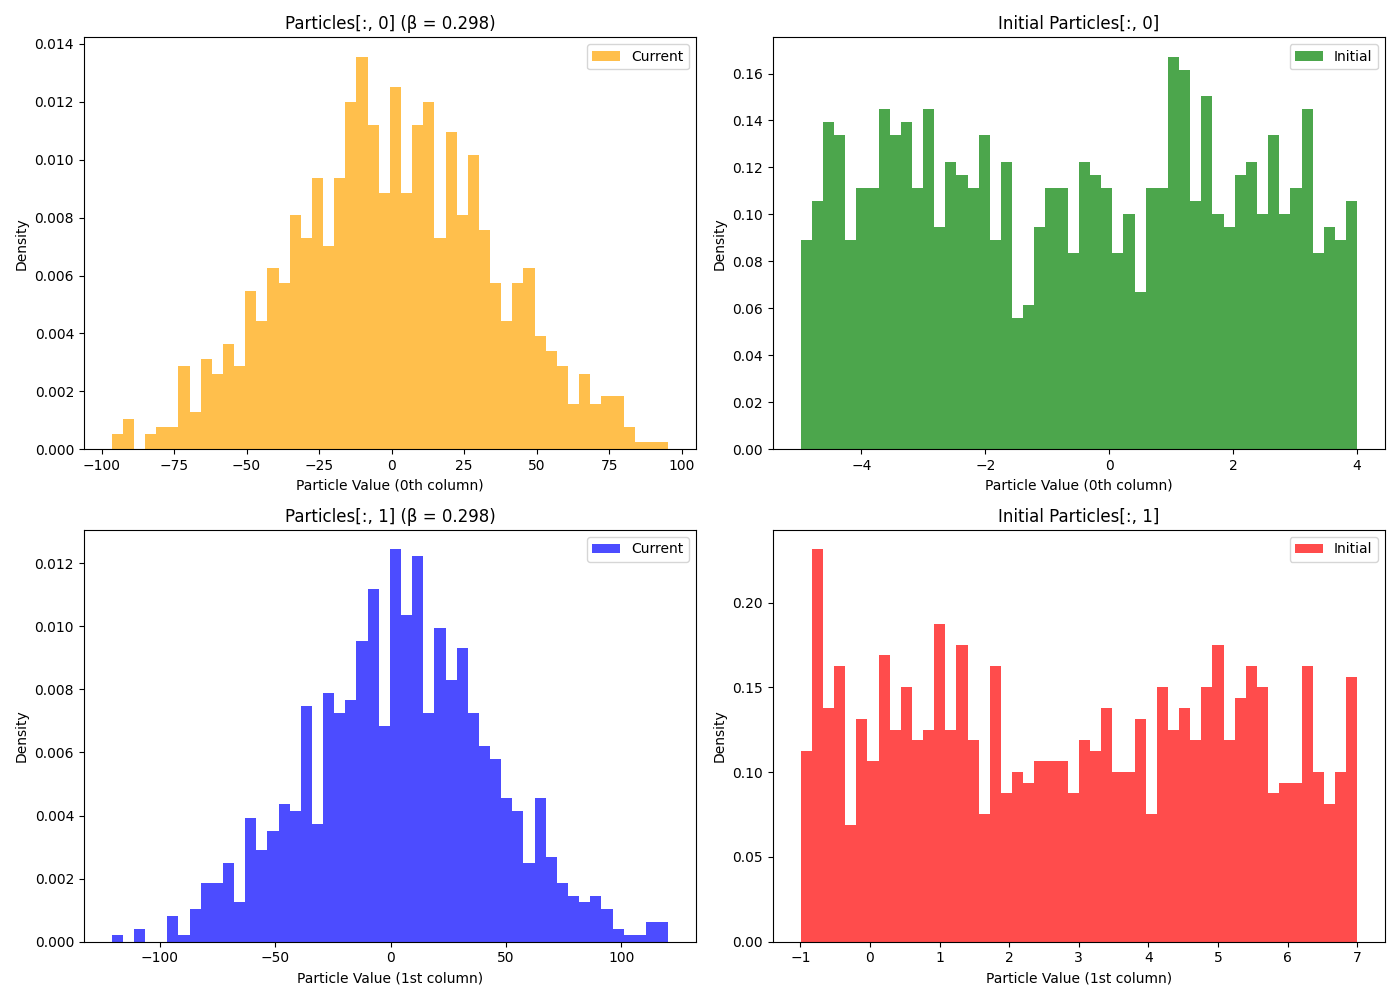 Particles[:, 0] (β = 0.298)
Current
Density
0.014
0.012
0.010
0.008
0.006
0.004
0.002
0.000
−100 −75 −50 −25 0 25 50 75 100
Particle Value (0th column)
Initial Particles[:, 0]
Initial
Density
0.16
0.14
0.12
0.10
0.08
0.06
0.04
0.02
0.00
−4 −2 0 2 4
Particle Value (0th column)
Particles[:, 1] (β = 0.298)
Current
Density
0.012
0.010
0.008
0.006
0.004
0.002
0.000
−100 −50 0 50 100
Particle Value (1st column)
Initial Particles[:, 1]
Initial
Density
0.20
0.15
0.10
0.05
0.00
−1 0 1 2 3 4 5 6 7
Particle Value (1st column)